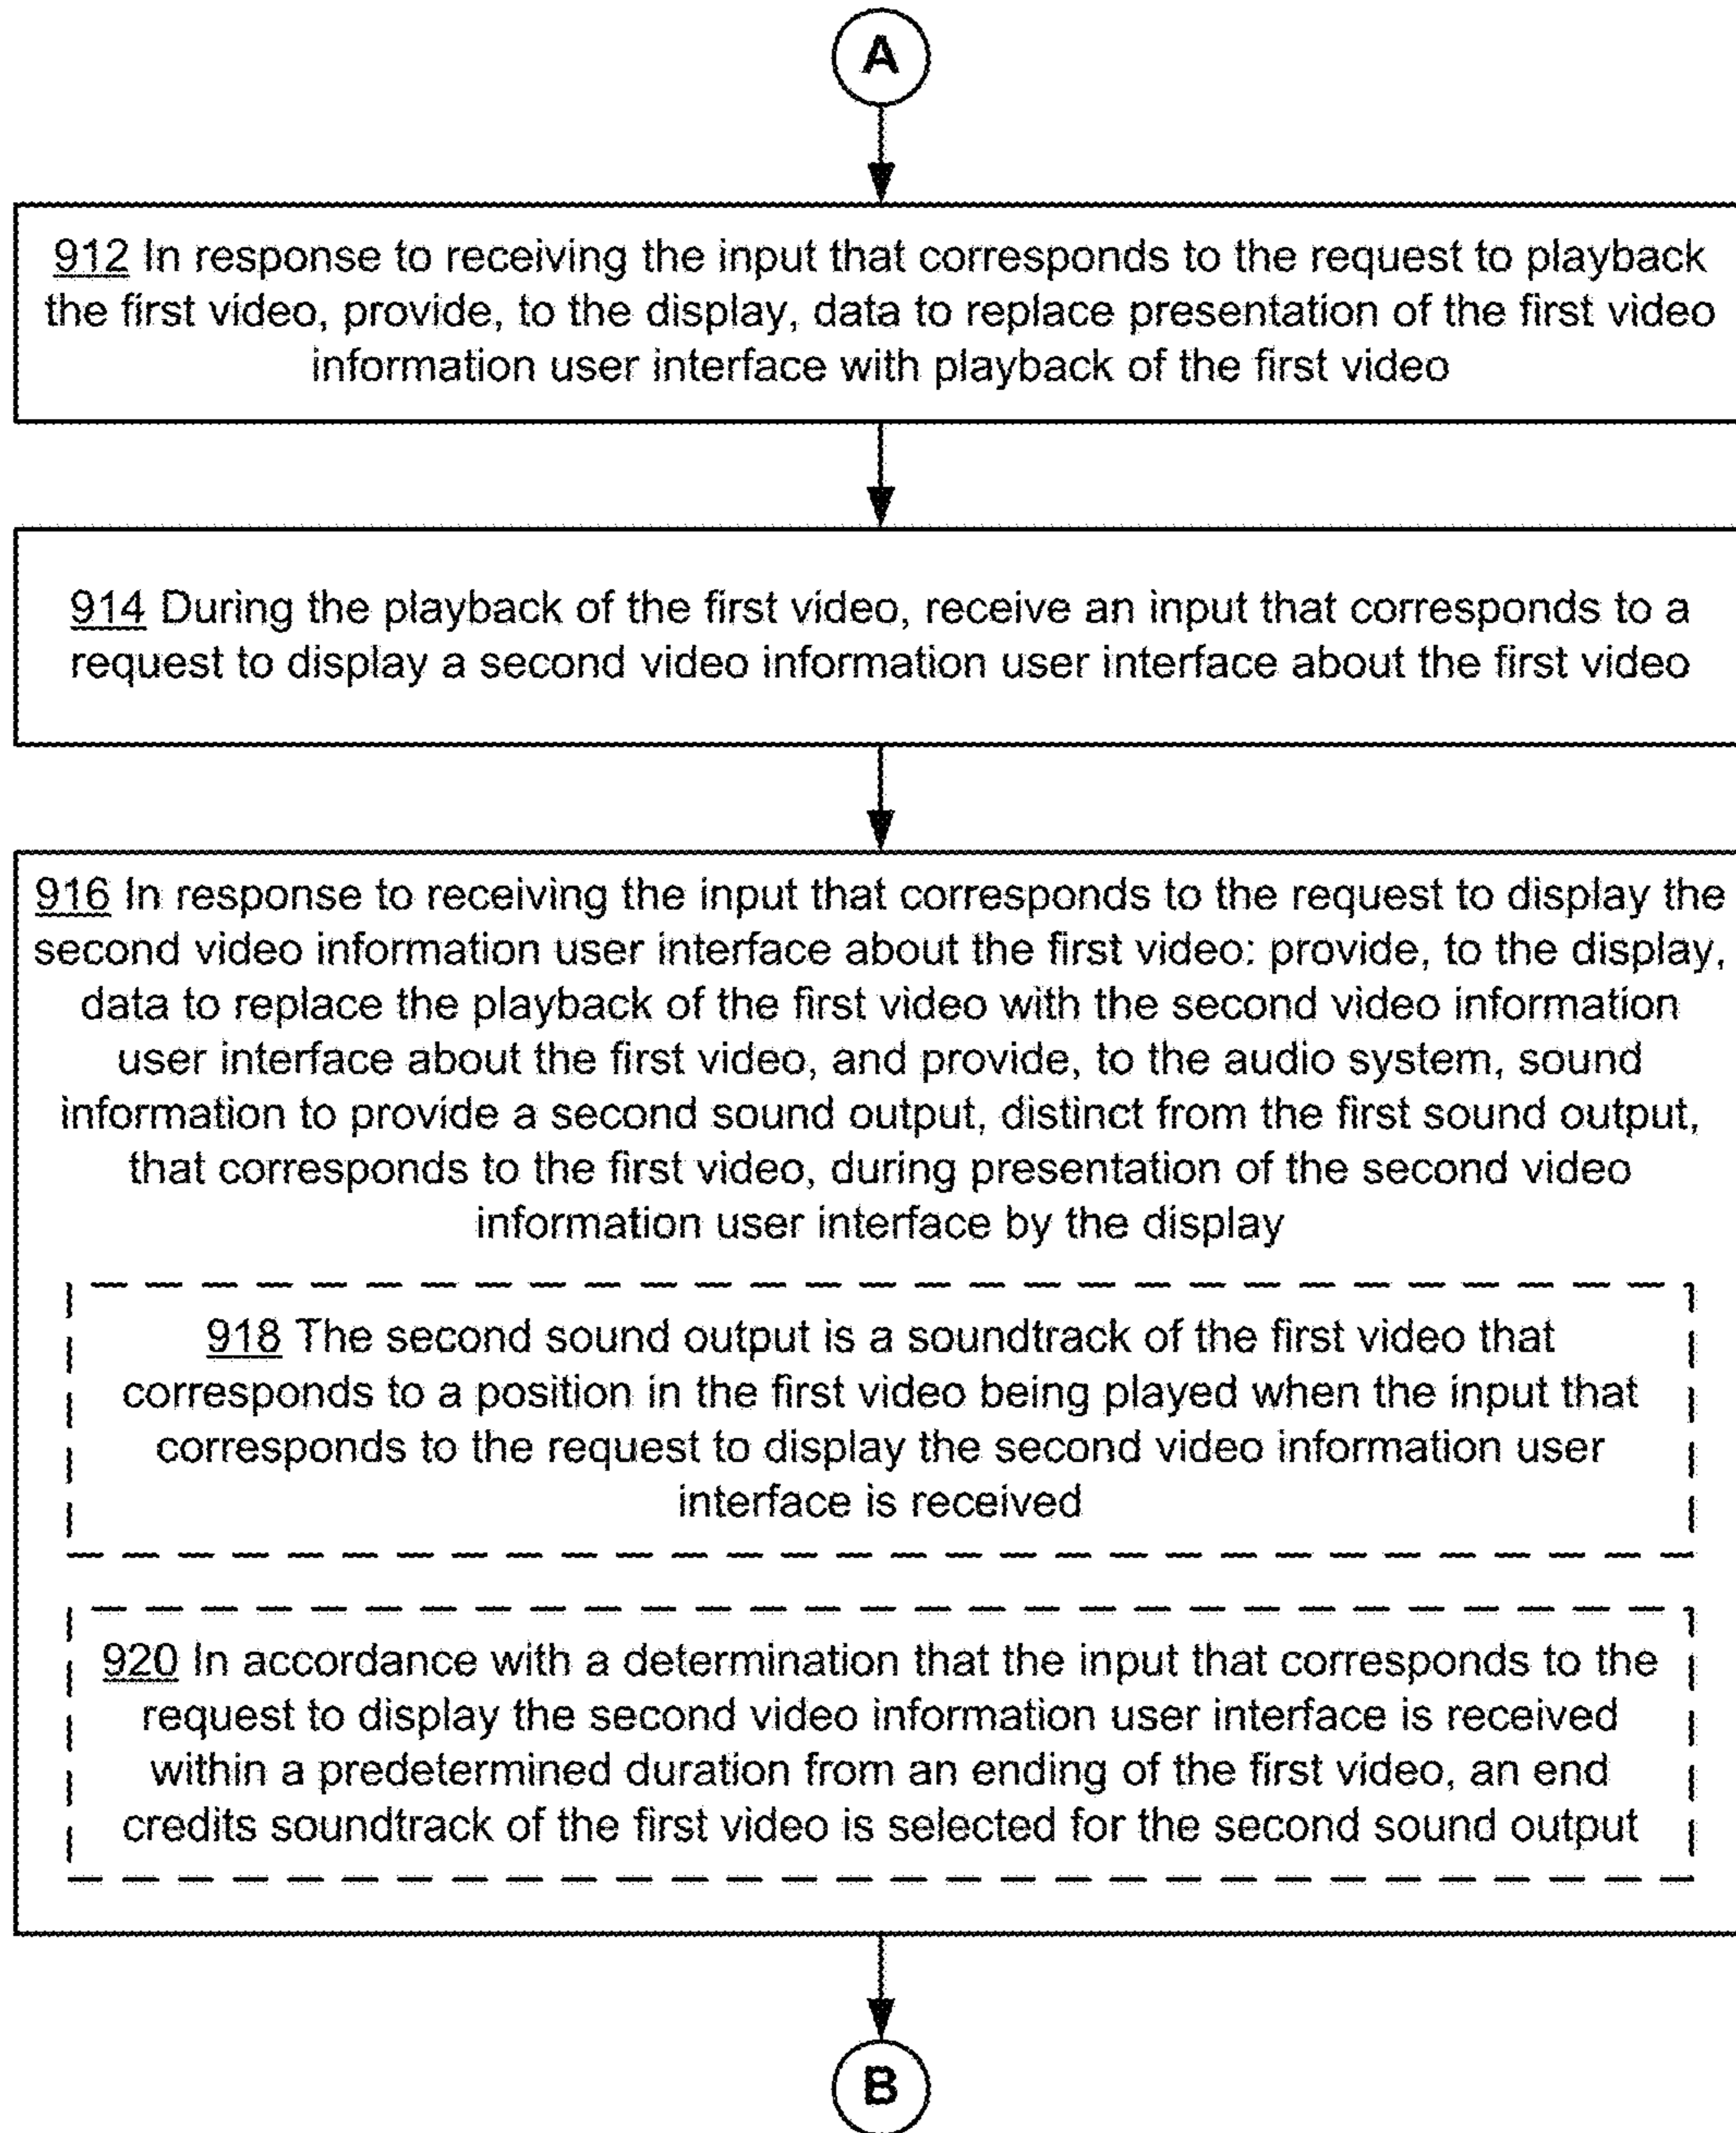 A
912 In response to receiving the input that corresponds to the request to playback
the first video, provide, to the display, data to replace presentation of the first video
information user interface with playback of the first video
914 During the playback of the first video, receive an input that corresponds to a
request to display a second video information user interface about the first video
916 In response to receiving the input that corresponds to the request to display the
second video information user interface about the first video: provide, to the display,
data to replace the playback of the first video with the second video information
user interface about the first video, and provide, to the audio system, sound
information to provide a second sound output, distinct from the first sound output,
that corresponds to the first video, during presentation of the second video
information user interface by the display
918 The second sound output is a soundtrack of the first video that
corresponds to a position in the first video being played when the input that
corresponds to the request to display the second video information user
interface is received
920 In accordance with a determination that the input that corresponds to the
request to display the second video information user interface is received
within a predetermined duration from an ending of the first video, an end
credits soundtrack of the first video is selected for the second sound output
B